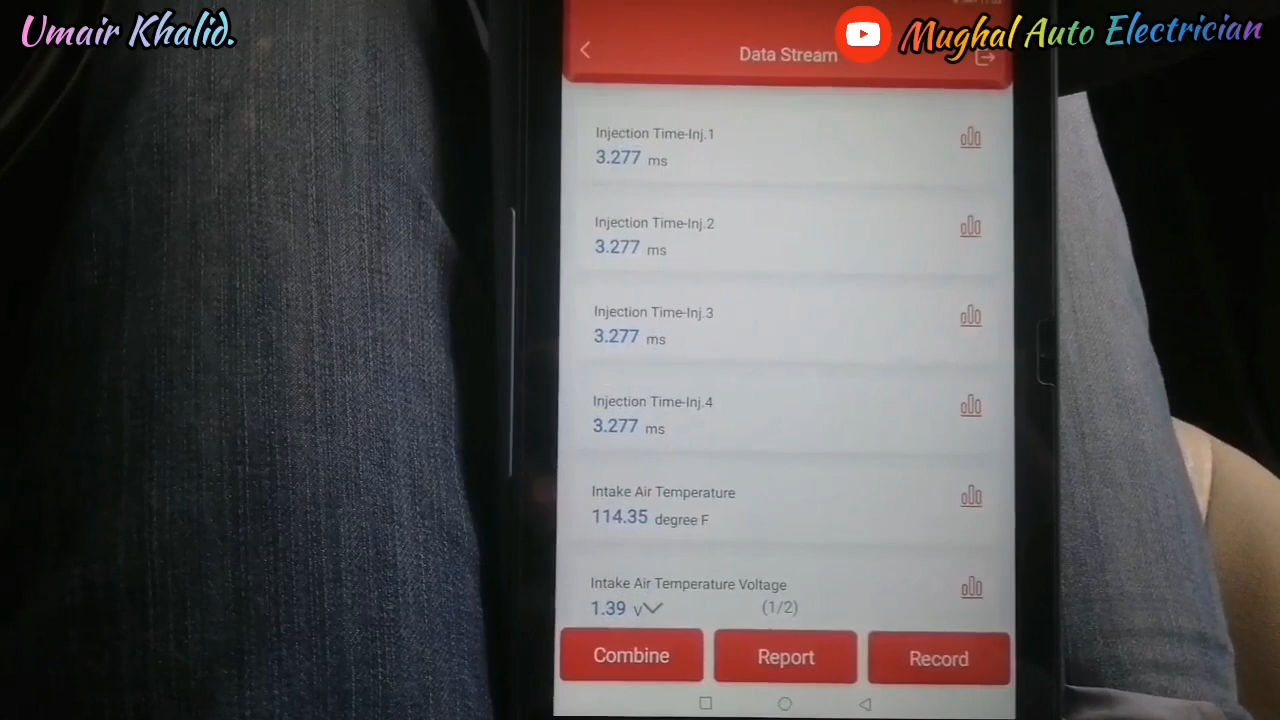 Umair Khalid.
Mughal Auto Electrician
Data Stream
Injection Time-Inj.1
3.277 ms
Injection Time-Inj.2
3.277 ms
Injection Time-Inj.3
3.277 ms
Injection Time-Inj.4
3.277 ms
Intake Air Temperature
114.35 degree F
Intake Air Temperature Voltage
1.39 V
(1/2)
Combine
Report
Record